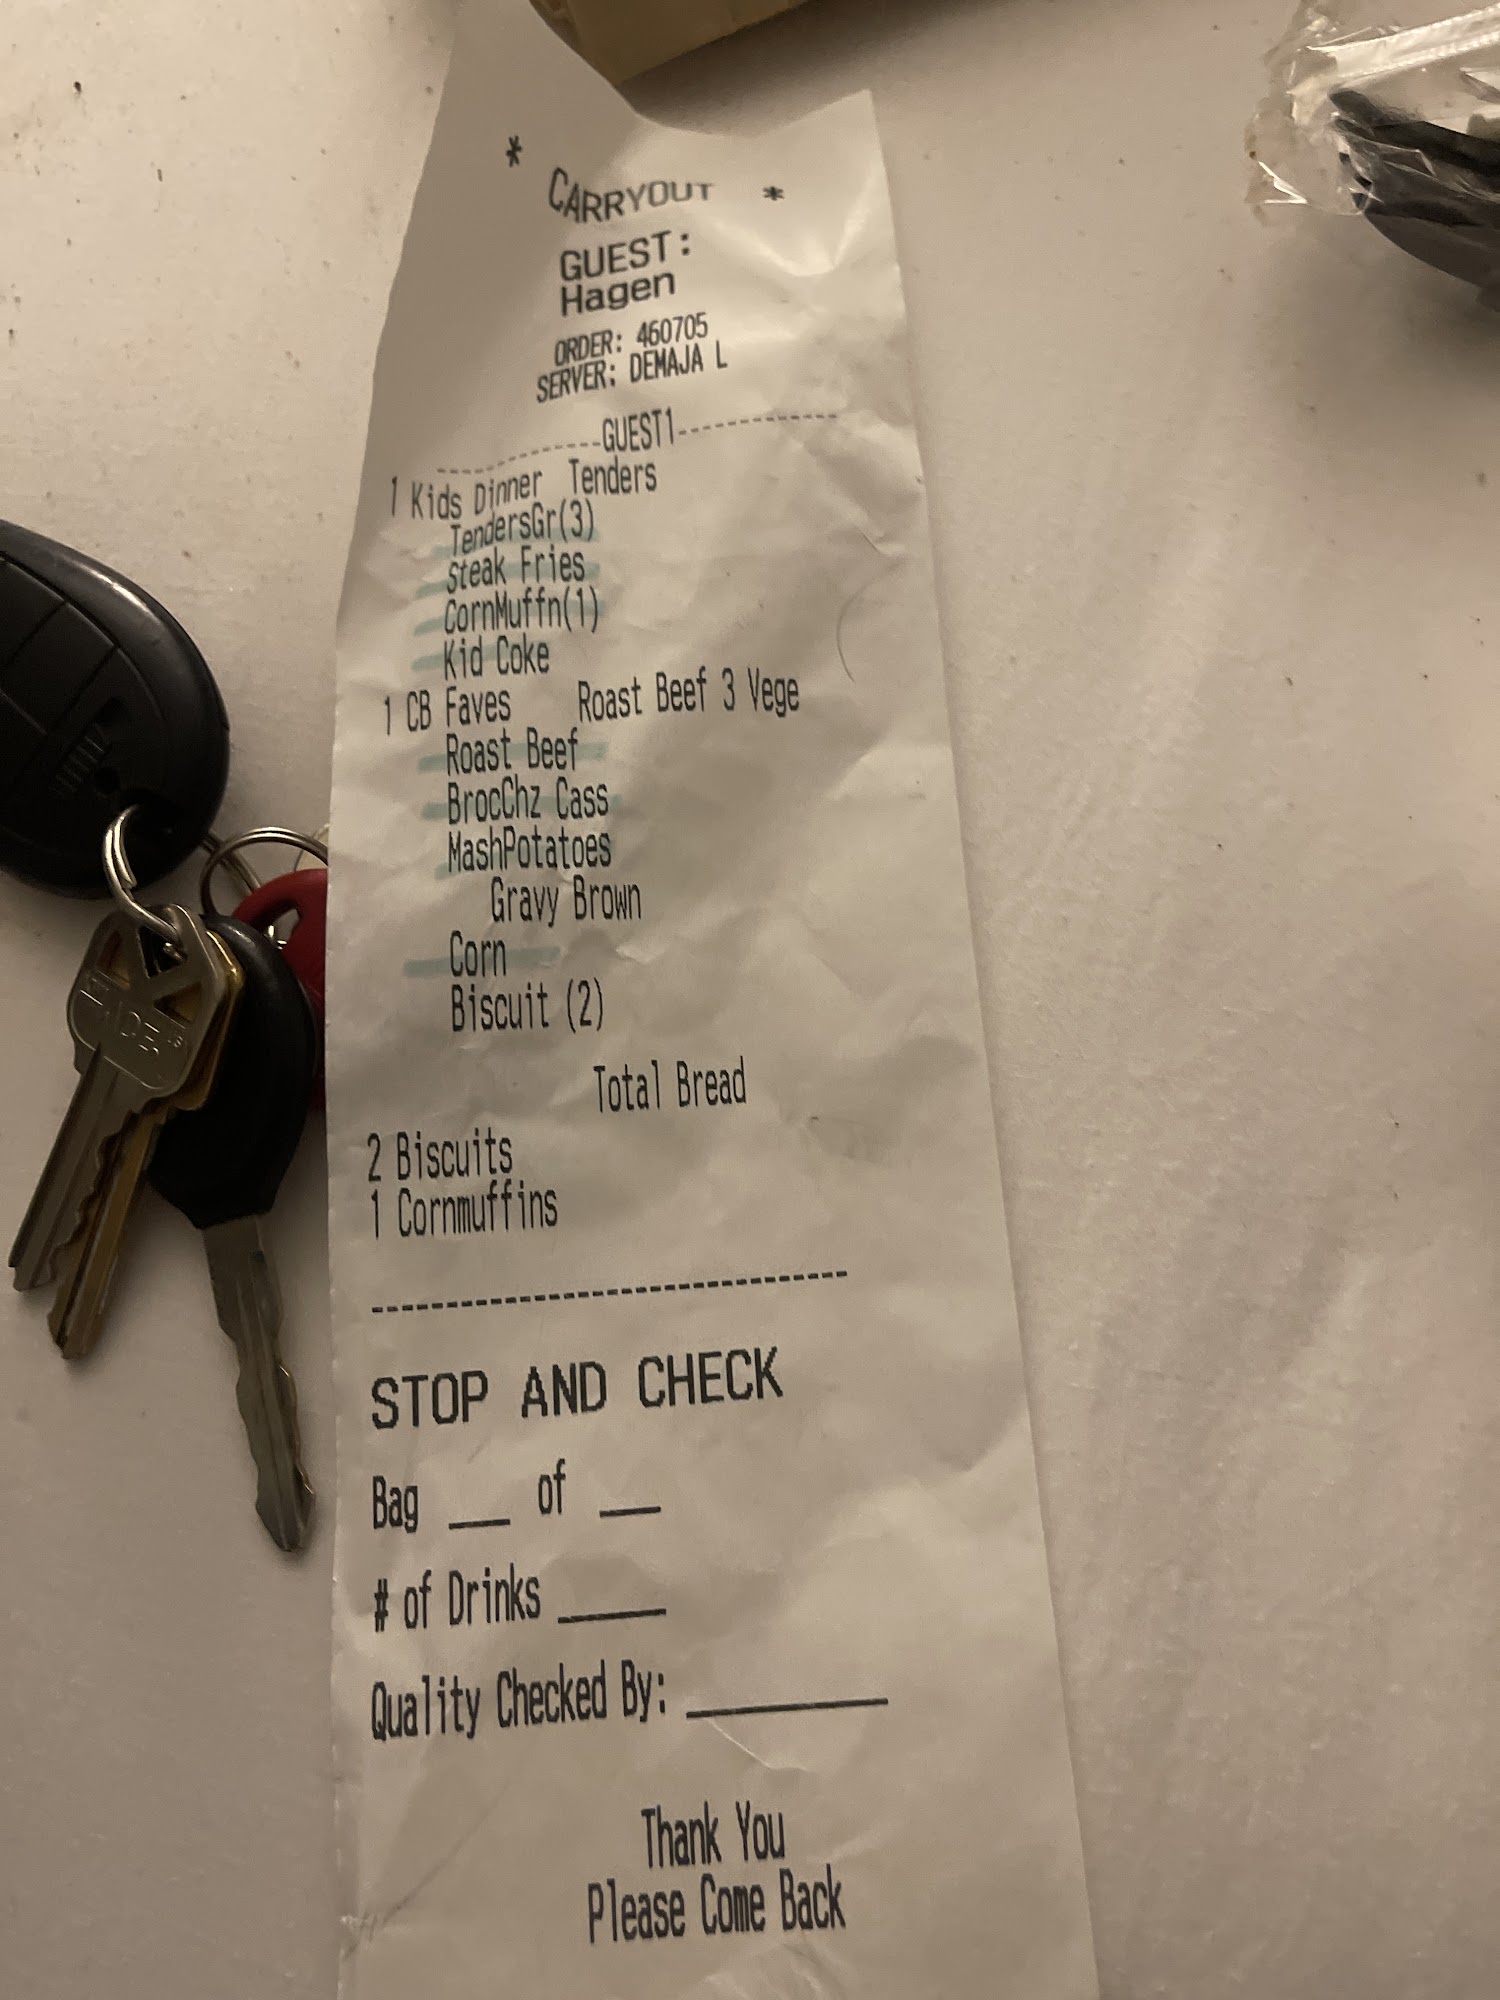 * CARRYOUT *
GUEST:
Hagen
ORDER: 460705
SERVER: DEMAJA L
----------GUEST1-------------
1 Kids Dinner Tenders
TendersGr(3)
Steak Fries
CornMuffn(1)
Kid Coke
1 CB Faves Roast Beef 3 Vege
Roast Beef
BrocChz Cass
MashPotatoes
Gravy Brown
Corn
Biscuit (2)
Total Bread
2 Biscuits
1 Cornmuffins
---------------------------------
STOP AND CHECK
Bag __ of __
# of Drinks ____
Quality Checked By: _______
Thank You
Please Come Back